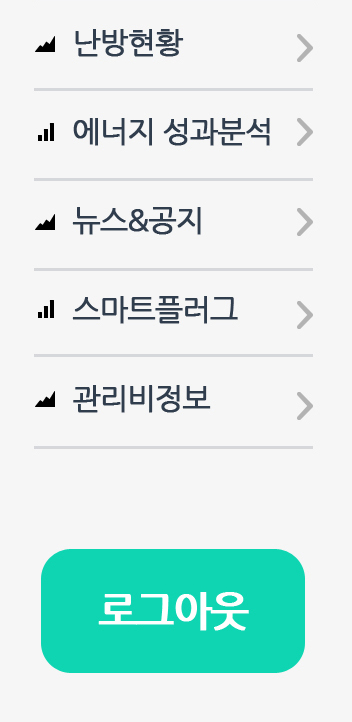 난방현황
에너지 성과분석
뉴스&공지
스마트플러그
관리비정보
로그아웃